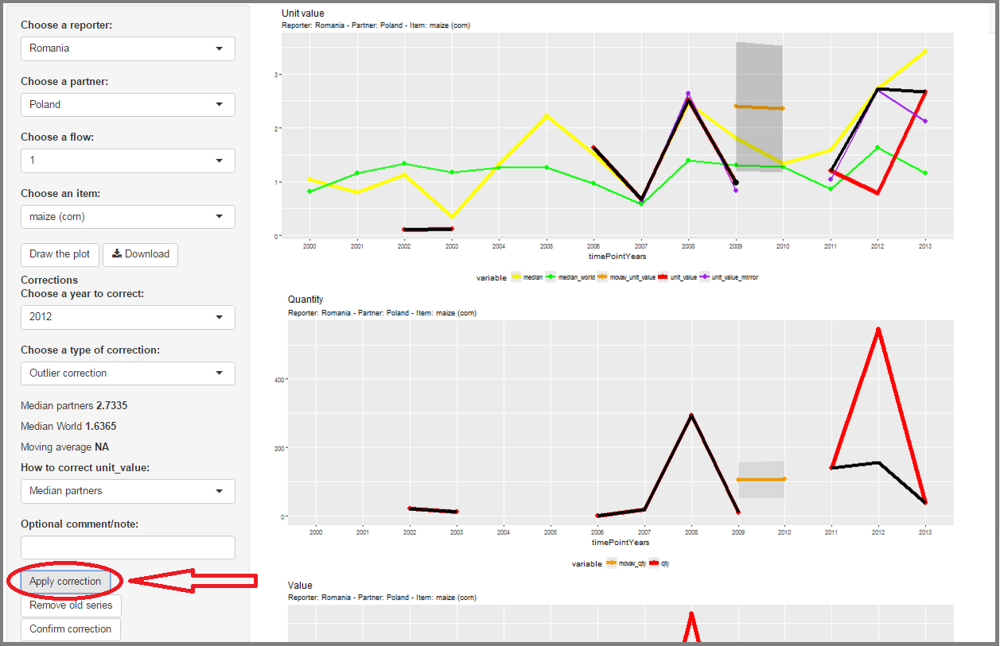 Choose a reporter:
Romania
Choose a partner:
Poland
Choose a flow:
1
Choose an item:
maize (corn)
Draw the plot
Download
Corrections
Choose a year to correct:
2012
Choose a type of correction:
Outlier correction
Median partners 2.7335
Median World 1.6365
Moving average NA
How to correct unit_value:
Median partners
Optional comment/note:
Apply correction
Remove old series
Confirm correction
Unit value
Reporter: Romania - Partner: Poland - Item: maize (corn)
3
2
1
0
2000 2001 2002 2003 2004 2005 2006 2007 2008 2009 2010 2011 2012 2013
timePointYears
variable median median_world movav_unit_value unit_value unit_value_mirror
Quantity
Reporter: Romania - Partner: Poland - Item: maize (corn)
400
200
0
2000 2001 2002 2003 2004 2005 2006 2007 2008 2009 2010 2011 2012 2013
timePointYears
variable movav_qty qty
Value
Reporter: Romania - Partner: Poland - Item: maize (corn)